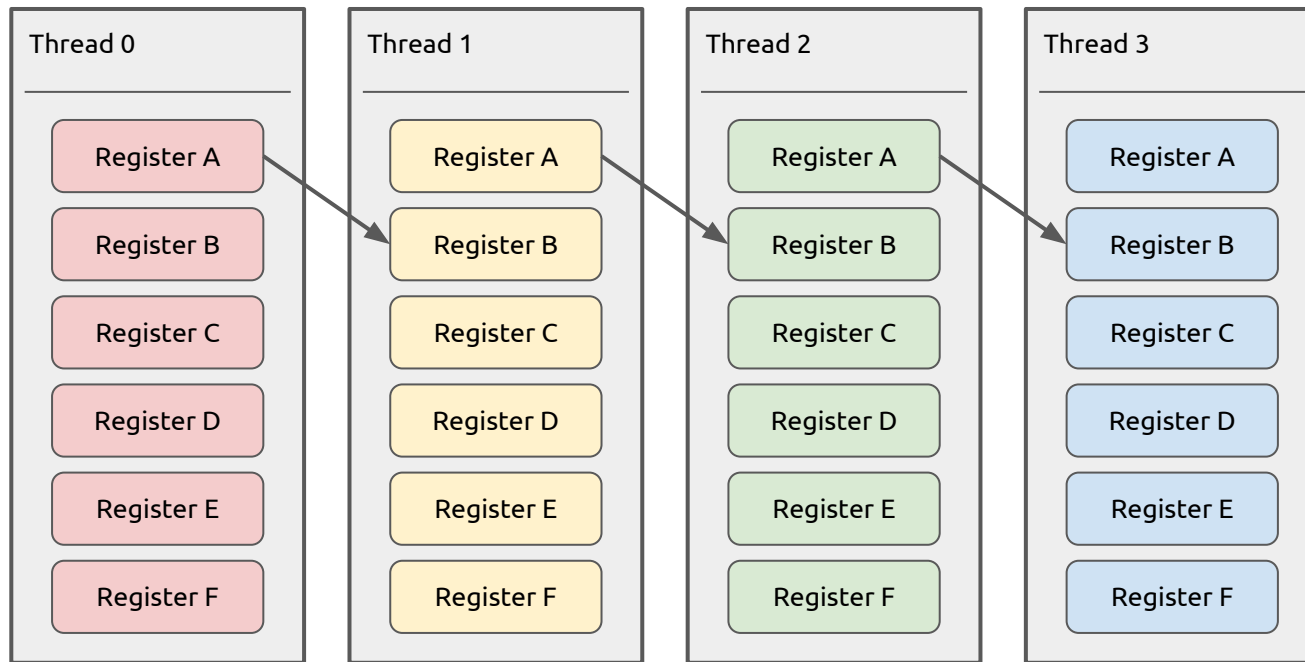 Thread 0
Register A
Register B
Register C
Register D
Register E
Register F
Thread 1
Register A
Register B
Register C
Register D
Register E
Register F
Thread 2
Register A
Register B
Register C
Register D
Register E
Register F
Thread 3
Register A
Register B
Register C
Register D
Register E
Register F